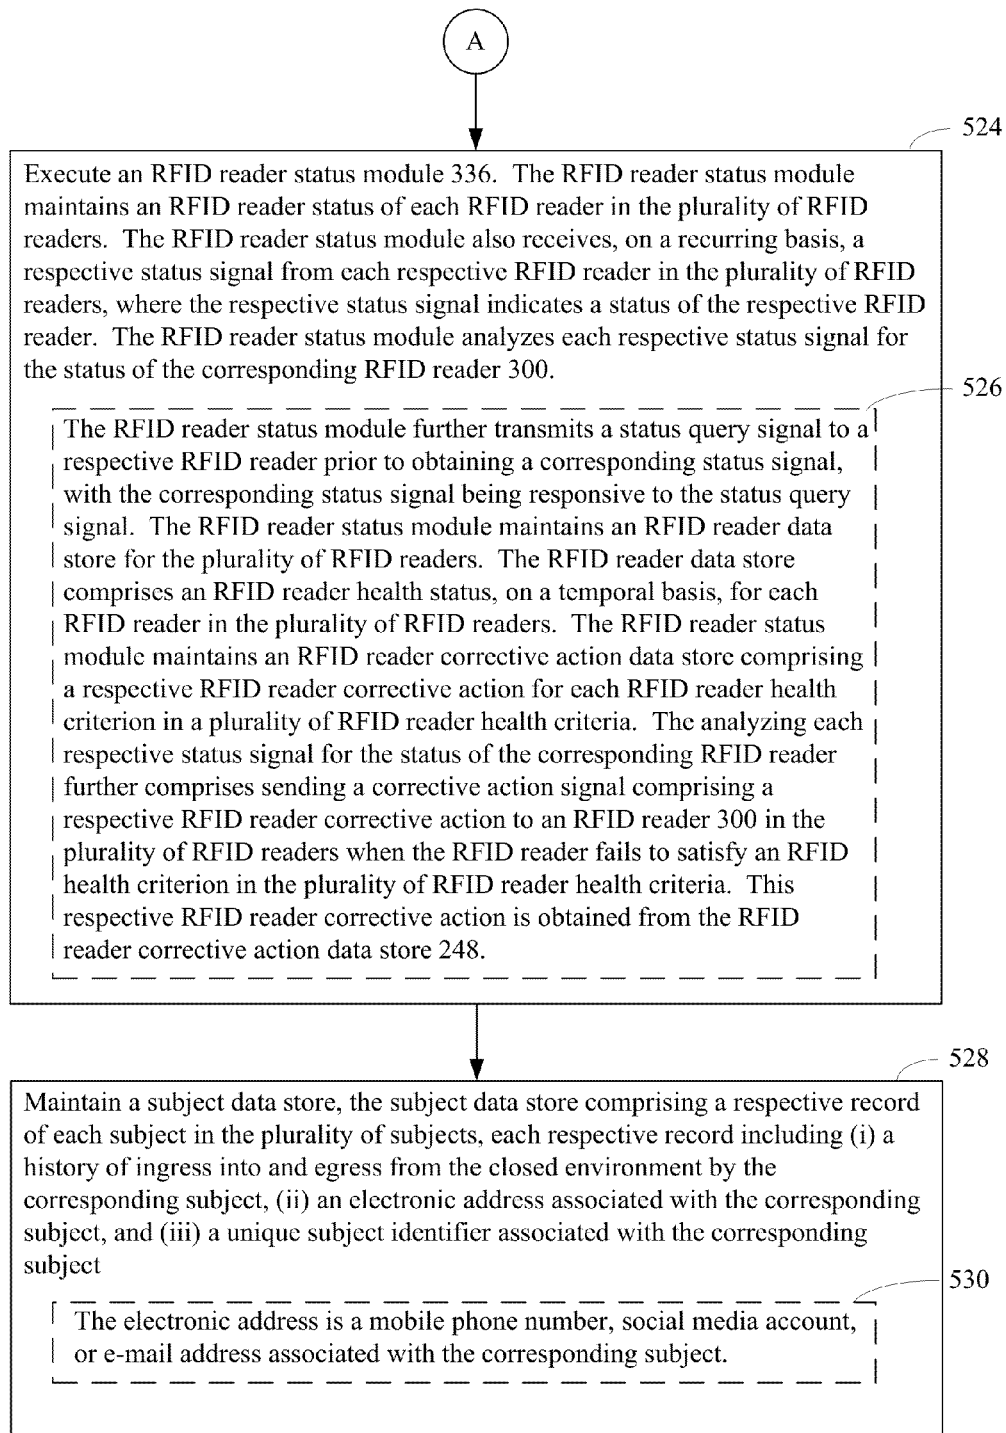 A
524
Execute an RFID reader status module 336.  The RFID reader status module
maintains an RFID reader status of each RFID reader in the plurality of RFID
readers.  The RFID reader status module also receives, on a recurring basis, a
respective status signal from each respective RFID reader in the plurality of RFID
readers, where the respective status signal indicates a status of the respective RFID
reader.  The RFID reader status module analyzes each respective status signal for
the status of the corresponding RFID reader 300.
526
The RFID reader status module further transmits a status query signal to a
respective RFID reader prior to obtaining a corresponding status signal,
with the corresponding status signal being responsive to the status query
signal.  The RFID reader status module maintains an RFID reader data
store for the plurality of RFID readers.  The RFID reader data store
comprises an RFID reader health status, on a temporal basis, for each
RFID reader in the plurality of RFID readers.  The RFID reader status
module maintains an RFID reader corrective action data store comprising
a respective RFID reader corrective action for each RFID reader health
criterion in a plurality of RFID reader health criteria.  The analyzing each
respective status signal for the status of the corresponding RFID reader
further comprises sending a corrective action signal comprising a
respective RFID reader corrective action to an RFID reader 300 in the
plurality of RFID readers when the RFID reader fails to satisfy an RFID
health criterion in the plurality of RFID reader health criteria.  This
respective RFID reader corrective action is obtained from the RFID
reader corrective action data store 248.
528
Maintain a subject data store, the subject data store comprising a respective record
of each subject in the plurality of subjects, each respective record including (i) a
history of ingress into and egress from the closed environment by the
corresponding subject, (ii) an electronic address associated with the corresponding
subject, and (iii) a unique subject identifier associated with the corresponding
subject
530
The electronic address is a mobile phone number, social media account,
or e-mail address associated with the corresponding subject.